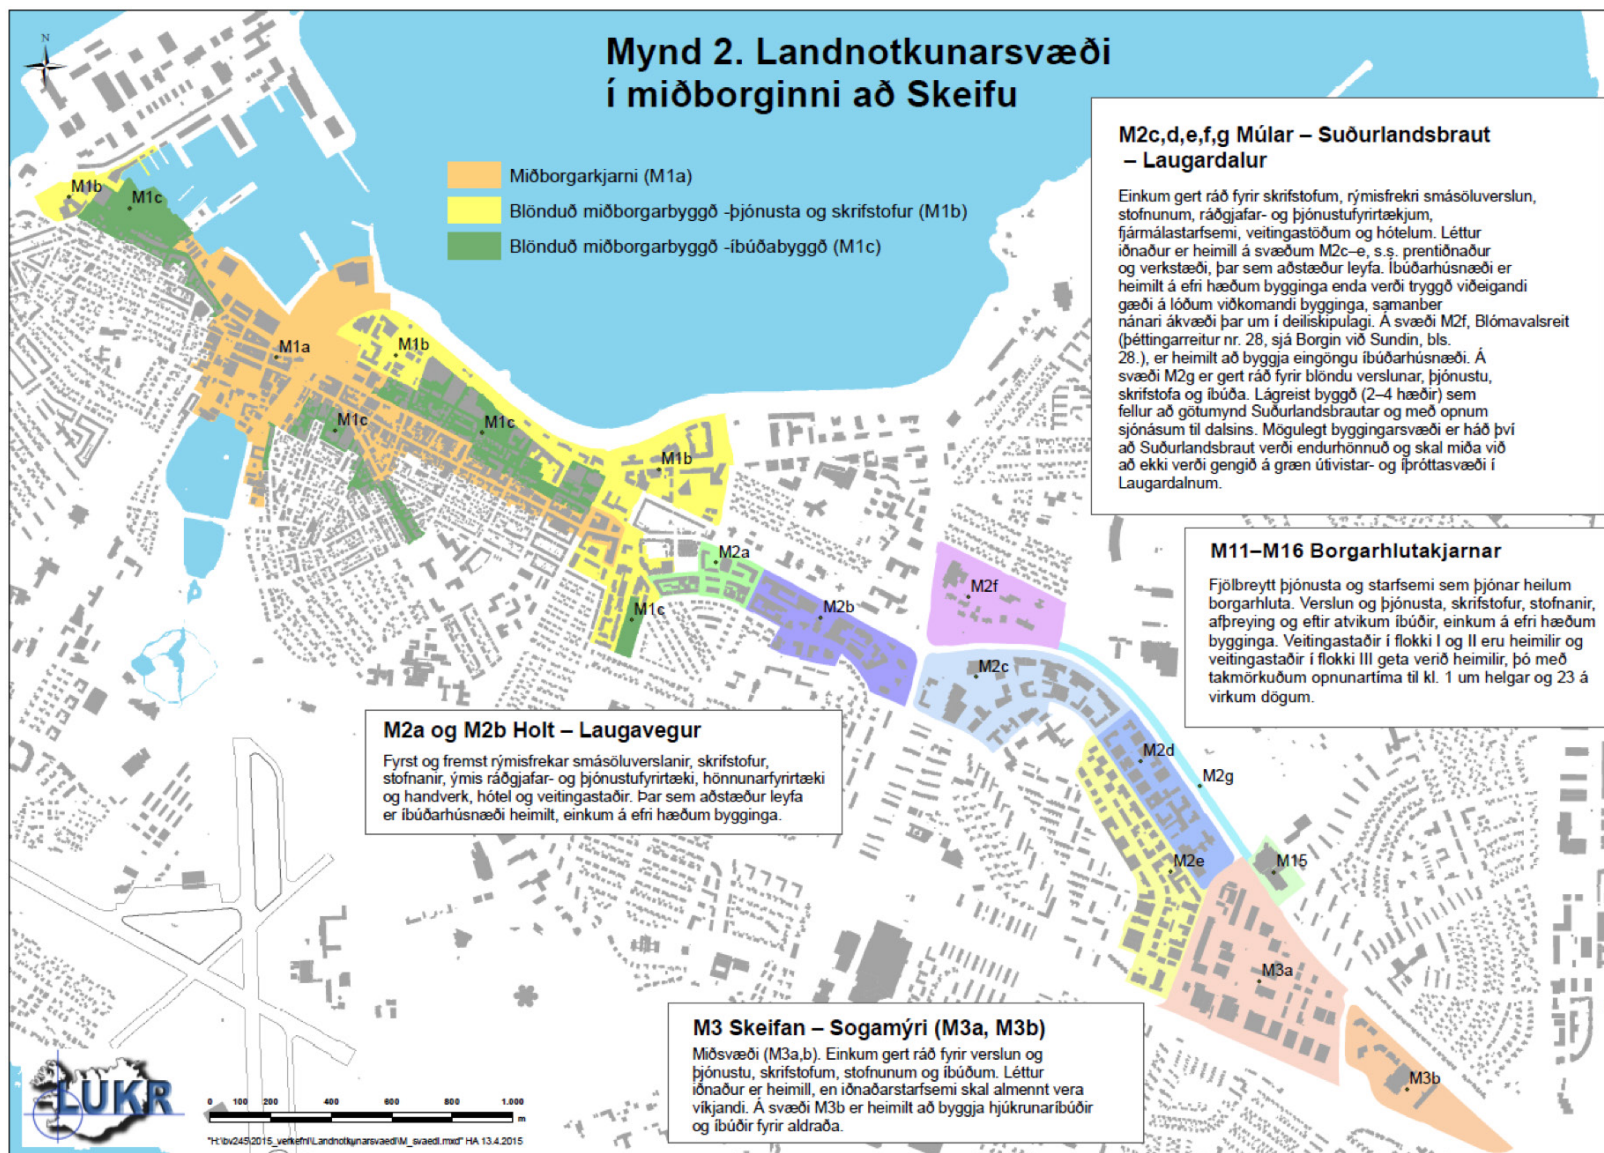 N
Mynd 2. Landnotkunarsvæði
í miðborginni að Skeifu
Miðborgarkjarni (M1a)
Blönduð miðborgarbyggð -þjónusta og skrifstofur (M1b)
Blönduð miðborgarbyggð -íbúðabyggð (M1c)
M2c,d,e,f,g Múlar – Suðurlandsbraut
– Laugardalur
Einkum gert ráð fyrir skrifstofum, rýmisfrekri smásöluverslun,
stofnunum, ráðgjafar- og þjónustufyrirtækjum,
fjármálastarfsemi, veitingastöðum og hótelum. Léttur
iðnaður er heimill á svæðum M2c–e, s.s. prentiðnaður
og verkstæði, þar sem aðstæður leyfa. Íbúðarhúsnæði er
heimilt á efri hæðum bygginga enda verði tryggð viðeigandi
gæði á lóðum viðkomandi bygginga, samanber
nánari ákvæði þar um í deiliskipulagi. Á svæði M2f, Blómavalsreit
(þéttingarreitur nr. 28, sjá Borgin við Sundin, bls.
28.), er heimilt að byggja eingöngu íbúðarhúsnæði. Á
svæði M2g er gert ráð fyrir blöndu verslunar, þjónustu,
skrifstofa og íbúða. Lágreist byggð (2–4 hæðir) sem
fellur að götumynd Suðurlandsbrautar og með opnum
sjónásum til dalsins. Mögulegt byggingarsvæði er háð því
að Suðurlandsbraut verði endurhönnuð og skal miða við
að ekki verði gengið á græn útivistar- og íþróttasvæði í
Laugardalnum.
M11–M16 Borgarhlutakjarnar
Fjölbreytt þjónusta og starfsemi sem þjónar heilum
borgarhluta. Verslun og þjónusta, skrifstofur, stofnanir,
afþreying og eftir atvikum íbúðir, einkum á efri hæðum
bygginga. Veitingastaðir í flokki I og II eru heimilir og
veitingastaðir í flokki III geta verið heimilir, þó með
takmörkuðum opnunartíma til kl. 1 um helgar og 23 á
virkum dögum.
M1b
M1c
M1a
M1b
M1c
M1c
M1b
M2a
M1c
M2b
M2f
M2c
M2d
M2g
M2e
M15
M3a
M3b
M2a og M2b Holt – Laugavegur
Fyrst og fremst rýmisfrekar smásöluverslanir, skrifstofur,
stofnanir, ýmis ráðgjafar- og þjónustufyrirtæki, hönnunarfyrirtæki
og handverk, hótel og veitingastaðir. Þar sem aðstæður leyfa
er íbúðarhúsnæði heimilt, einkum á efri hæðum bygginga.
M3 Skeifan – Sogamýri (M3a, M3b)
Miðsvæði (M3a,b). Einkum gert ráð fyrir verslun og
þjónustu, skrifstofum, stofnunum og íbúðum. Léttur
iðnaður er heimill, en iðnaðarstarfsemi skal almennt vera
víkjandi. Á svæði M3b er heimilt að byggja hjúkrunaríbúðir
og íbúðir fyrir aldraða.
LUKR
0 100 200 400 600 800 1.000
m
"H:\bv245\2015_verkefni\Landnotkunarsvaedi\M_svaedi.mxd" HA 13.4.2015